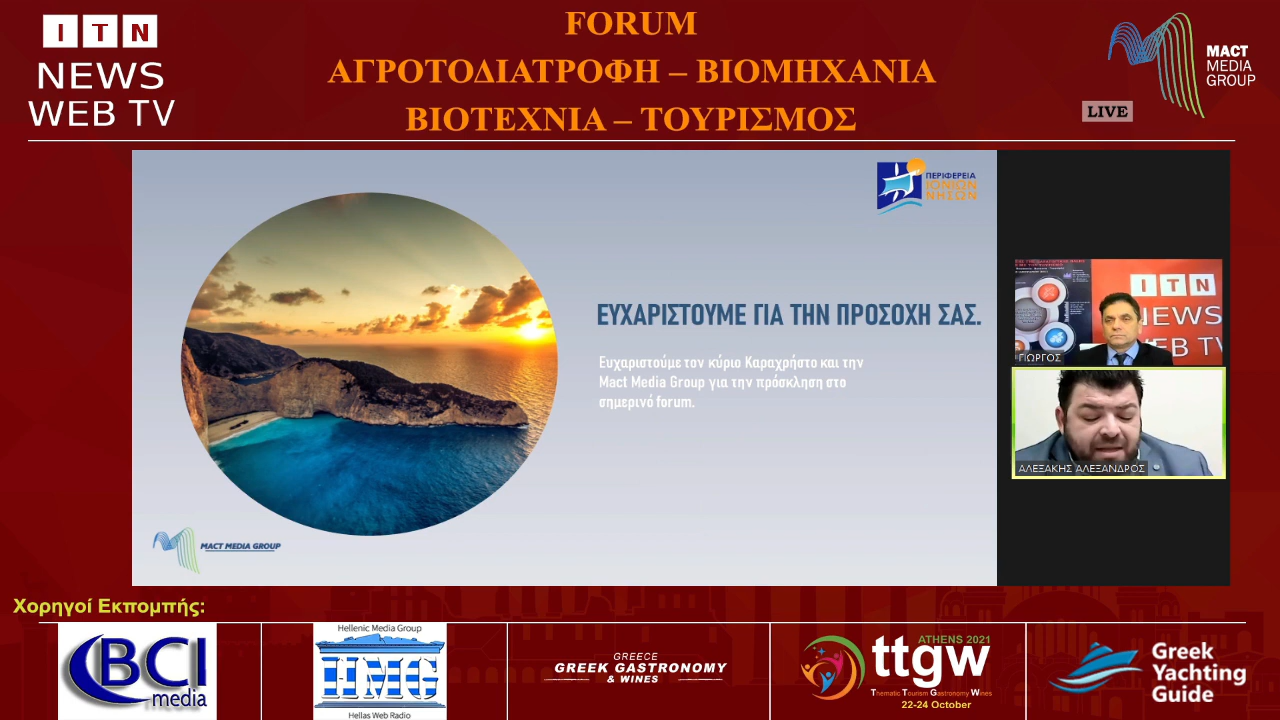 ITN
NEWS
WEB TV
FORUM
ΑΓΡΟΤΟΔΙΑΤΡΟΦΗ – ΒΙΟΜΗΧΑΝΙΑ
ΒΙΟΤΕΧΝΙΑ – ΤΟΥΡΙΣΜΟΣ
MACT
MEDIA
GROUP
LIVE
ΠΕΡΙΦΕΡΕΙΑ
ΙΟΝΙΩΝ
ΝΗΣΩΝ
ΕΥΧΑΡΙΣΤΟΥΜΕ ΓΙΑ ΤΗΝ ΠΡΟΣΟΧΗ ΣΑΣ.
Ευχαριστούμε τον κύριο Καραχρήστο και την
Mact Media Group για την πρόσκληση στο
σημερινό forum.
MACT MEDIA GROUP
ITN
NEWS
WEB TV
ΓΙΩΡΓΟΣ
ΑΛΕΞΑΚΗΣ ΑΛΕΞΑΝΔΡΟΣ
Χορηγοί Εκπομπής:
BCI
media
Hellenic Media Group
HMG
Hellas Web Radio
GREECE
GREEK GASTRONOMY
& WINES
ATHENS 2021
ttgw
Thematic Tourism Gastronomy Wines
22-24 October
Greek
Yachting
Guide